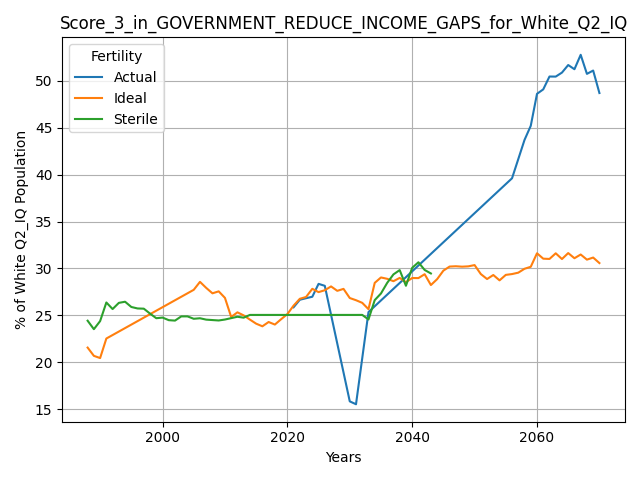 Score_3_in_GOVERNMENT_REDUCE_INCOME_GAPS_for_White_Q2_IQ
Fertility
Actual
Ideal
Sterile
% of White Q2_IQ Population
50
45
40
35
30
25
20
15
2000
2020
2040
2060
Years